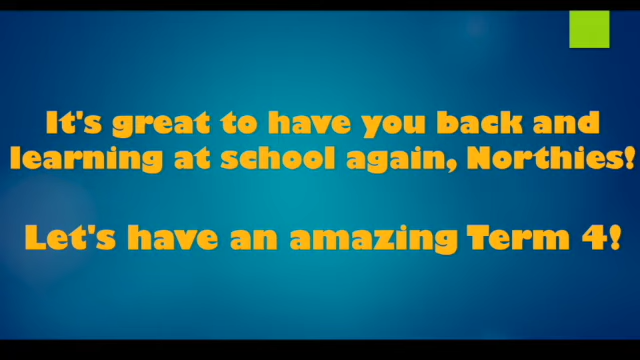 It's great to have you back and
learning at school again, Northies!
Let's have an amazing Term 4!